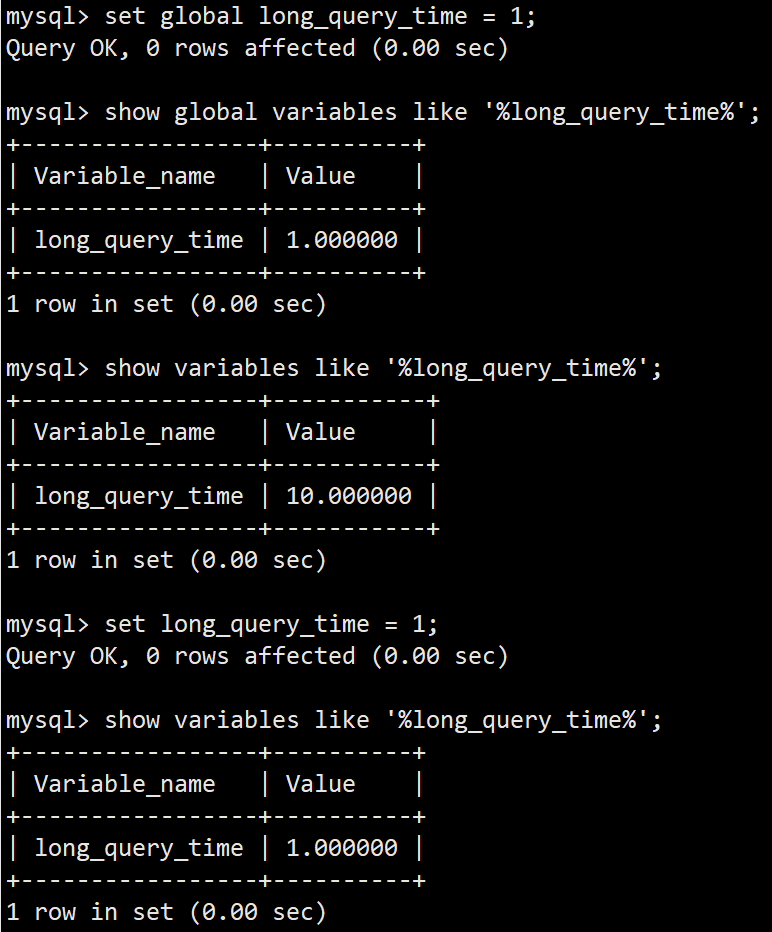 mysql> set global long_query_time = 1;
Query OK, 0 rows affected (0.00 sec)

mysql> show global variables like '%long_query_time%';
+-----------------+----------+
| Variable_name   | Value    |
+-----------------+----------+
| long_query_time | 1.000000 |
+-----------------+----------+
1 row in set (0.00 sec)

mysql> show variables like '%long_query_time%';
+-----------------+-----------+
| Variable_name   | Value     |
+-----------------+-----------+
| long_query_time | 10.000000 |
+-----------------+-----------+
1 row in set (0.00 sec)

mysql> set long_query_time = 1;
Query OK, 0 rows affected (0.00 sec)

mysql> show variables like '%long_query_time%';
+-----------------+----------+
| Variable_name   | Value    |
+-----------------+----------+
| long_query_time | 1.000000 |
+-----------------+----------+
1 row in set (0.00 sec)